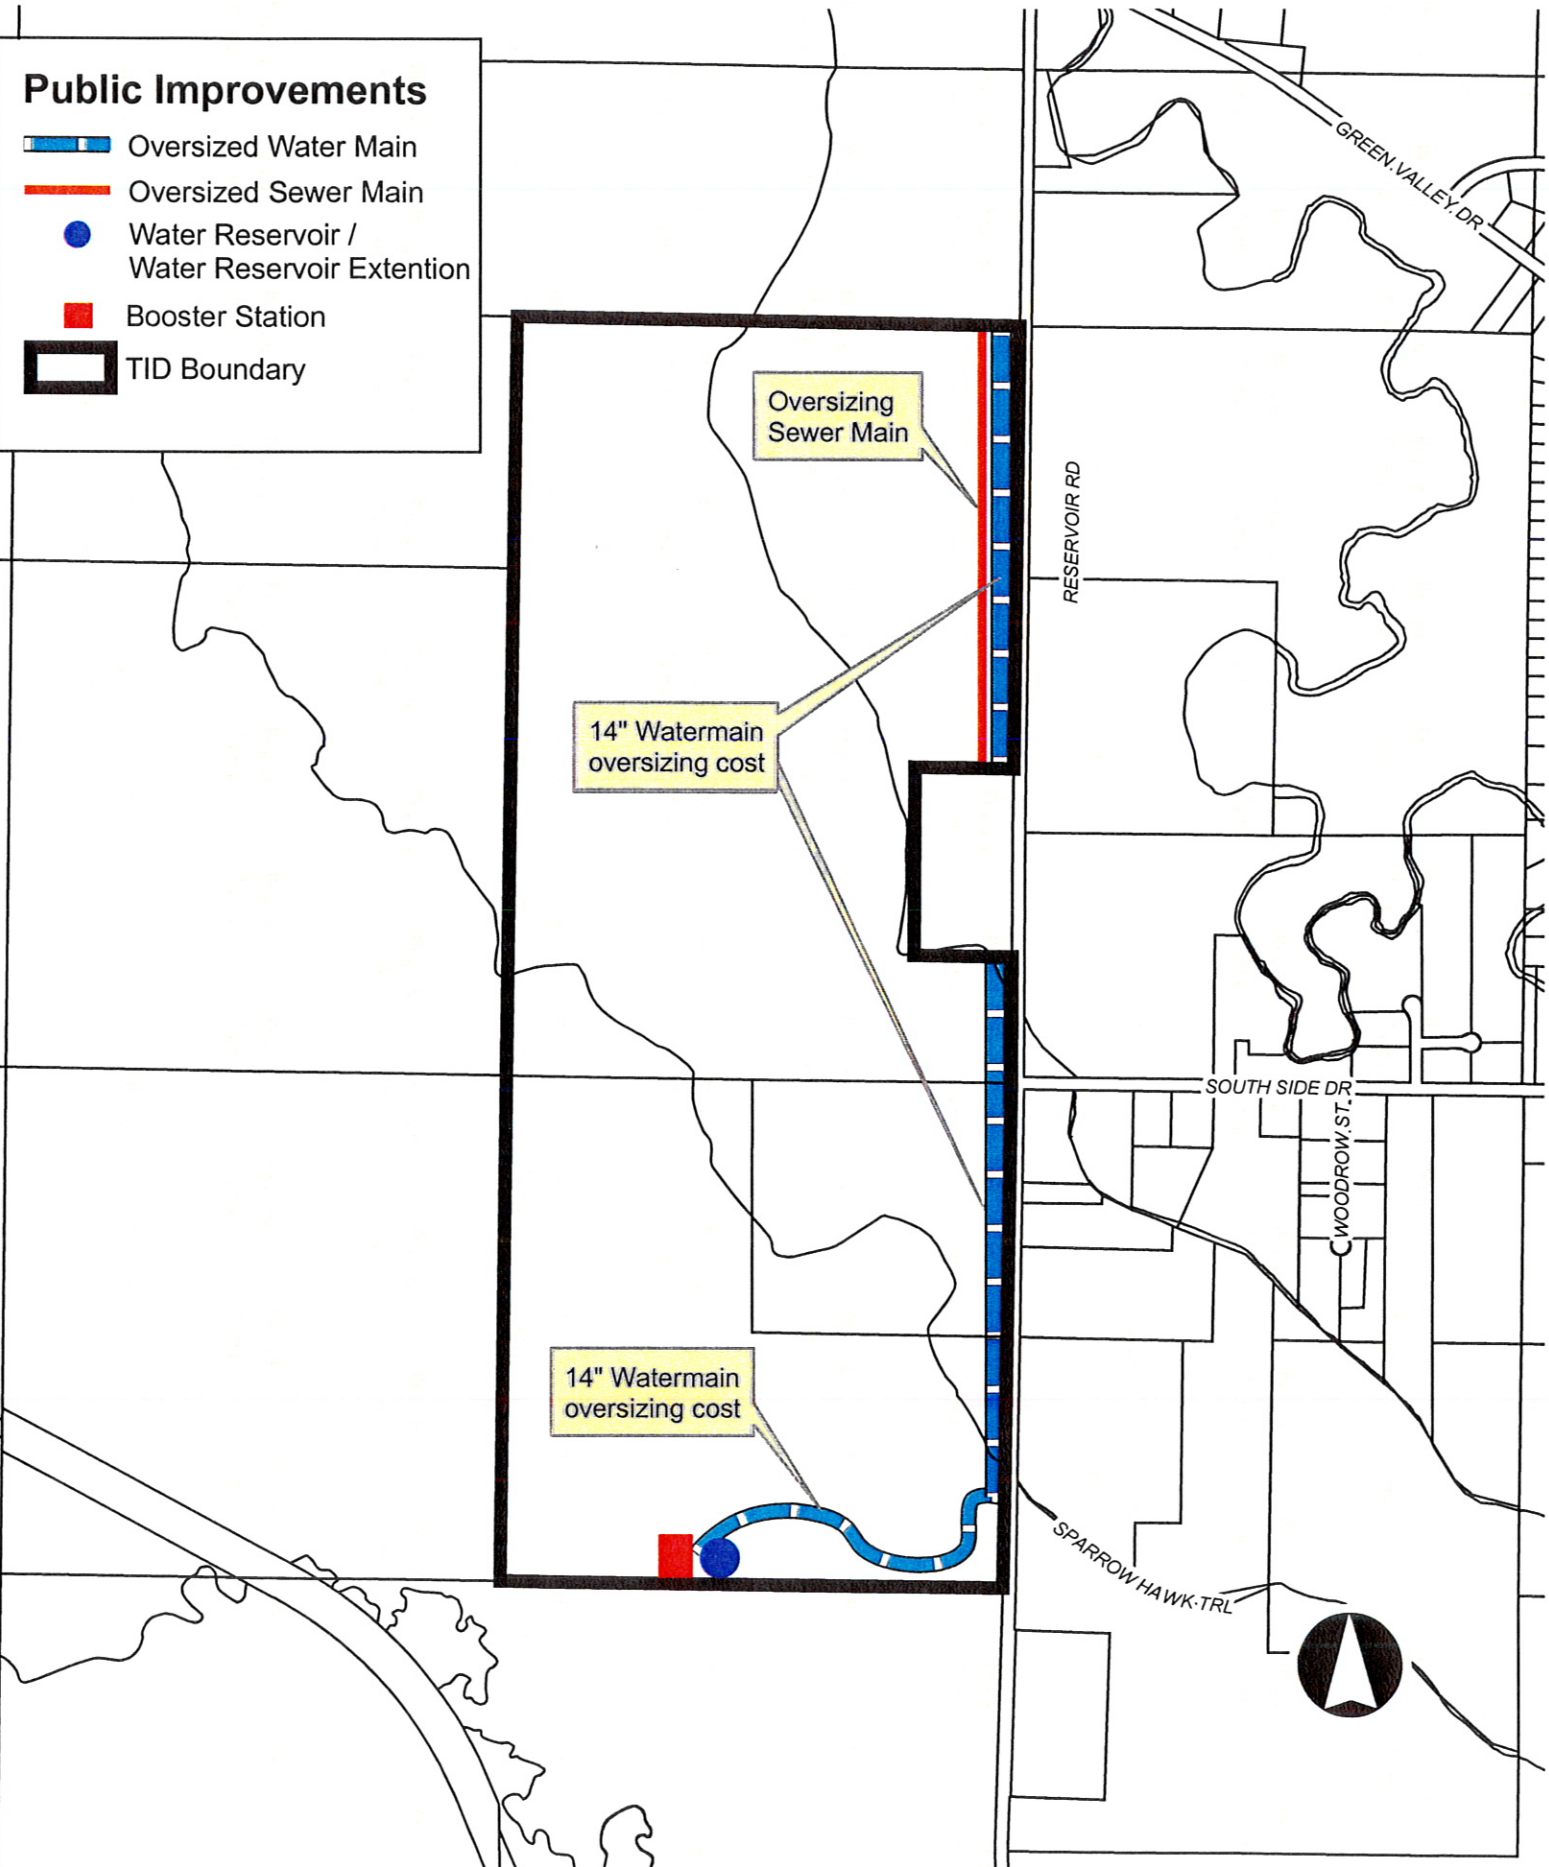 Public Improvements
Oversized Water Main
Oversized Sewer Main
Water Reservoir /
Water Reservoir Extention
Booster Station
TID Boundary
GREEN VALLEY DR
Oversizing
Sewer Main
RESERVOIR RD
14" Watermain
oversizing cost
SOUTH SIDE DR
WOODROW ST
14" Watermain
oversizing cost
SPARROW HAWK TRL